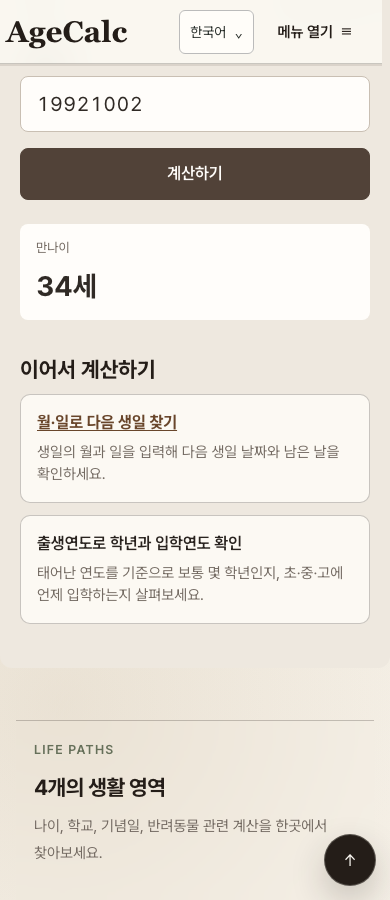 AgeCalc
한국어
메뉴 열기 ≡
19921002
계산하기
만나이
34세
이어서 계산하기
월·일로 다음 생일 찾기
생일의 월과 일을 입력해 다음 생일 날짜와 남은 날을
확인하세요.
출생연도로 학년과 입학연도 확인
태어난 연도를 기준으로 보통 몇 학년인지, 초·중·고에
언제 입학하는지 살펴보세요.
LIFE PATHS
4개의 생활 영역
나이, 학교, 기념일, 반려동물 관련 계산을 한곳에서
찾아보세요.
↑